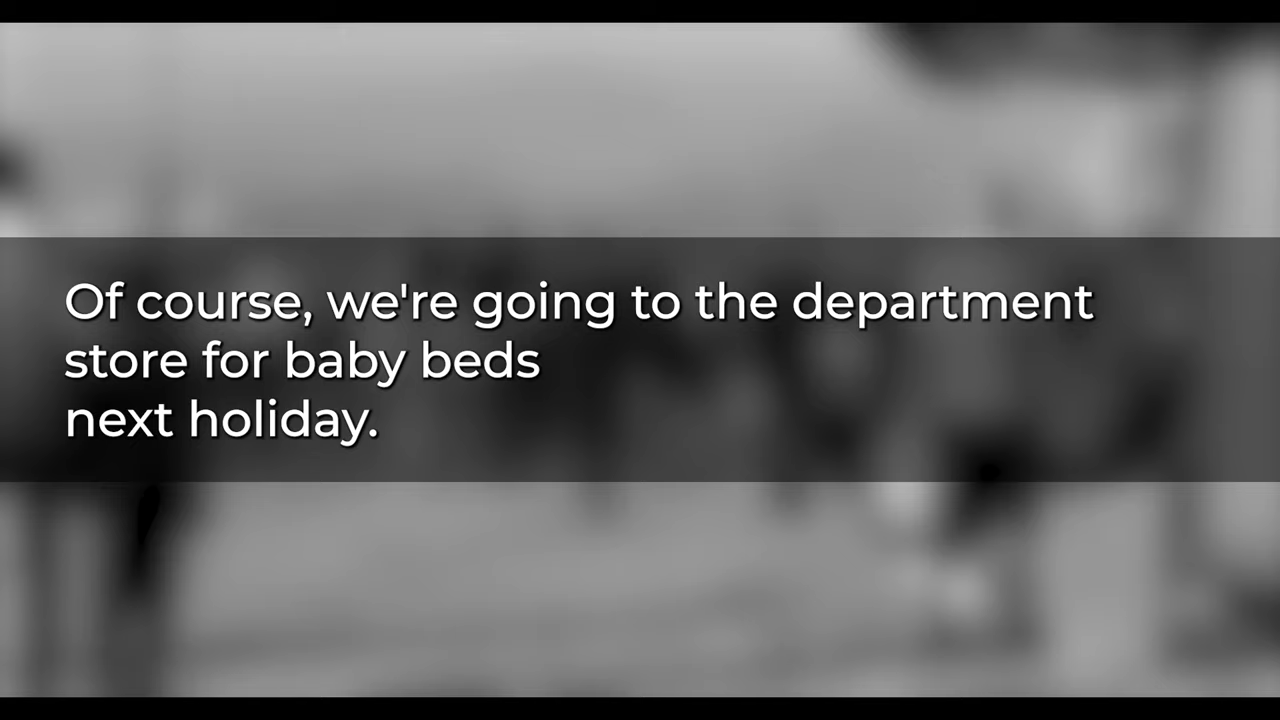 Of course, we're going to the department
store for baby beds
next holiday.